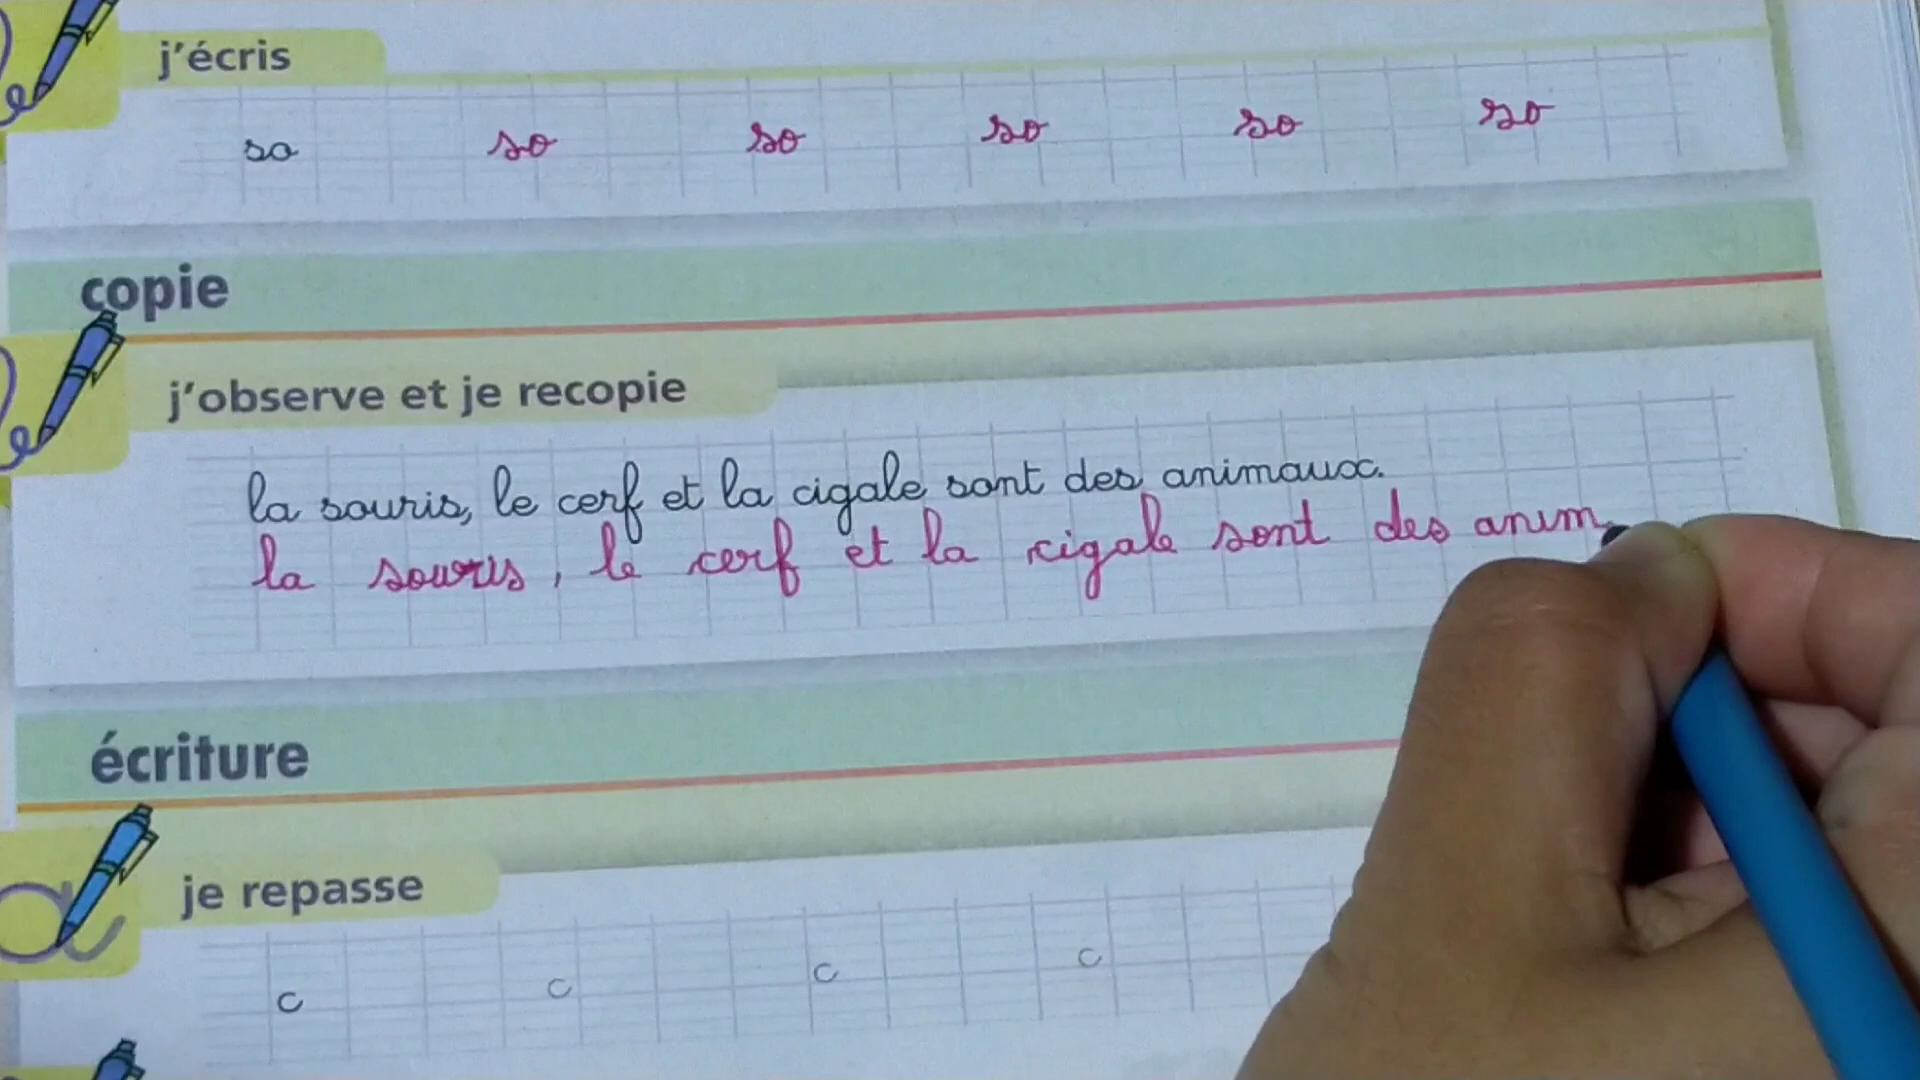 j'écris
so so so so so so
copie
j'observe et je recopie
la souris, le cerf et la cigale sont des animaux.
la souris, le cerf et la cigale sont des anim
écriture
je repasse
c c c c